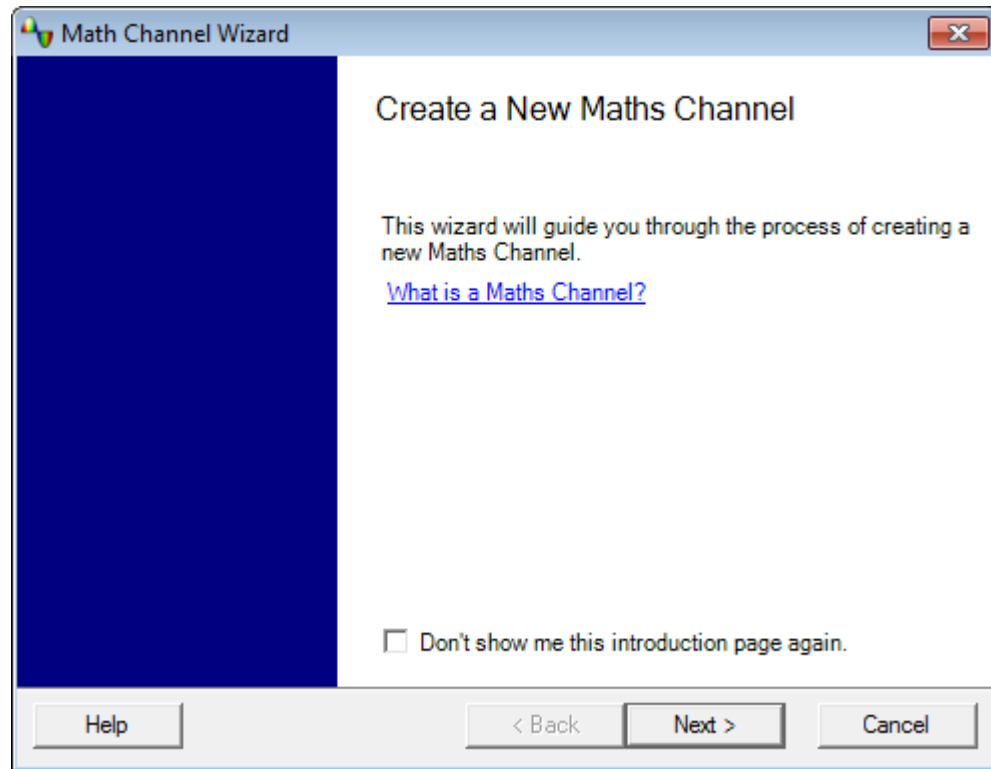 Math Channel Wizard
Create a New Maths Channel
This wizard will guide you through the process of creating a
new Maths Channel.
What is a Maths Channel?
Don't show me this introduction page again.
Help
< Back
Next >
Cancel